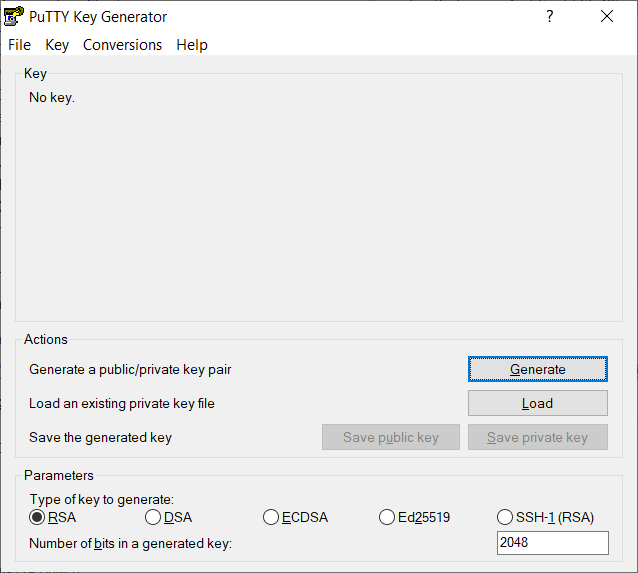 PuTTY Key Generator
?
File Key Conversions Help
Key
No key.
Actions
Generate a public/private key pair Generate
Load an existing private key file Load
Save the generated key Save public key Save private key
Parameters
Type of key to generate:
RSA DSA ECDSA Ed25519 SSH-1 (RSA)
Number of bits in a generated key: 2048